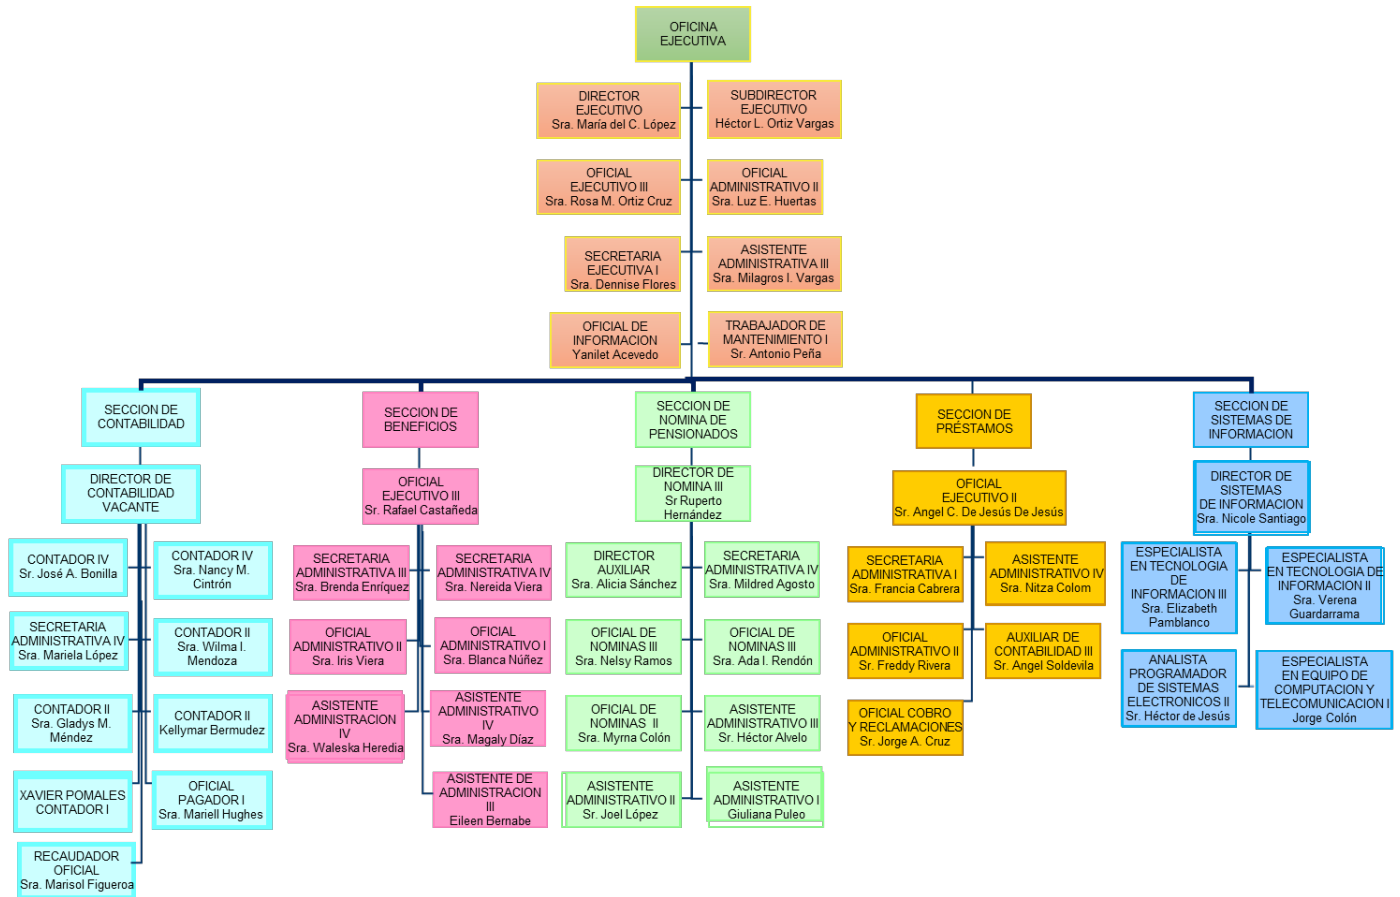 OFICINA
EJECUTIVA
DIRECTOR
EJECUTIVO
Sra. María del C. López
SUBDIRECTOR
EJECUTIVO
Héctor L. Ortiz Vargas
OFICIAL
EJECUTIVO III
Sra. Rosa M. Ortiz Cruz
OFICIAL
ADMINISTRATIVO II
Sra. Luz E. Huertas
SECRETARIA
EJECUTIVA I
Sra. Dennise Flores
ASISTENTE
ADMINISTRATIVA III
Sra. Milagros I. Vargas
OFICIAL DE
INFORMACION
Yanilet Acevedo
TRABAJADOR DE
MANTENIMIENTO I
Sr. Antonio Peña
SECCION DE
CONTABILIDAD
DIRECTOR DE
CONTABILIDAD
VACANTE
CONTADOR IV
Sr. José A. Bonilla
CONTADOR IV
Sra. Nancy M.
Cintrón
SECRETARIA
ADMINISTRATIVA IV
Sra. Mariela López
CONTADOR II
Sra. Wilma I.
Mendoza
CONTADOR II
Sra. Gladys M.
Méndez
CONTADOR II
Kellymar Bermudez
XAVIER POMALES
CONTADOR I
OFICIAL
PAGADOR I
Sra. Mariell Hughes
RECAUDADOR
OFICIAL
Sra. Marisol Figueroa
SECCION DE
BENEFICIOS
OFICIAL
EJECUTIVO III
Sr. Rafael Castañeda
SECRETARIA
ADMINISTRATIVA III
Sra. Brenda Enríquez
SECRETARIA
ADMINISTRATIVA IV
Sra. Nereida Viera
OFICIAL
ADMINISTRATIVO II
Sra. Iris Viera
OFICIAL
ADMINISTRATIVO I
Sra. Blanca Núñez
ASISTENTE
ADMINISTRACION
IV
Sra. Waleska Heredia
ASISTENTE
ADMINISTRATIVO
IV
Sra. Magaly Díaz
ASISTENTE DE
ADMINISTRACION
III
Eileen Bernabe
SECCION DE
NOMINA DE
PENSIONADOS
DIRECTOR DE
NOMINA III
Sr Ruperto
Hernández
DIRECTOR
AUXILIAR
Sra. Alicia Sánchez
SECRETARIA
ADMINISTRATIVA IV
Sra. Mildred Agosto
OFICIAL DE
NOMINAS III
Sra. Nelsy Ramos
OFICIAL DE
NOMINAS III
Sra. Ada I. Rendón
OFICIAL DE
NOMINAS II
Sra. Myrna Colón
ASISTENTE
ADMINISTRATIVO III
Sr. Héctor Alvelo
ASISTENTE
ADMINISTRATIVO II
Sr. Joel López
ASISTENTE
ADMINISTRATIVO I
Giuliana Puleo
SECCION DE
PRÉSTAMOS
OFICIAL
EJECUTIVO II
Sr. Angel C. De Jesús De Jesús
SECRETARIA
ADMINISTRATIVA I
Sra. Francia Cabrera
ASISTENTE
ADMINISTRATIVO IV
Sra. Nitza Colom
OFICIAL
ADMINISTRATIVO II
Sr. Freddy Rivera
AUXILIAR DE
CONTABILIDAD III
Sr. Angel Soldevila
OFICIAL COBRO
Y RECLAMACIONES
Sr. Jorge A. Cruz
SECCION DE
SISTEMAS DE
INFORMACION
DIRECTOR DE
SISTEMAS
DE INFORMACION
Sra. Nicole Santiago
ESPECIALISTA
EN TECNOLOGIA
DE
INFORMACION III
Sra. Elizabeth
Pamblanco
ESPECIALISTA
EN TECNOLOGIA DE
INFORMACION II
Sra. Verena
Guardarrama
ANALISTA
PROGRAMADOR
DE SISTEMAS
ELECTRONICOS II
Sr. Héctor de Jesús
ESPECIALISTA
EN EQUIPO DE
COMPUTACION Y
TELECOMUNICACION I
Jorge Colón